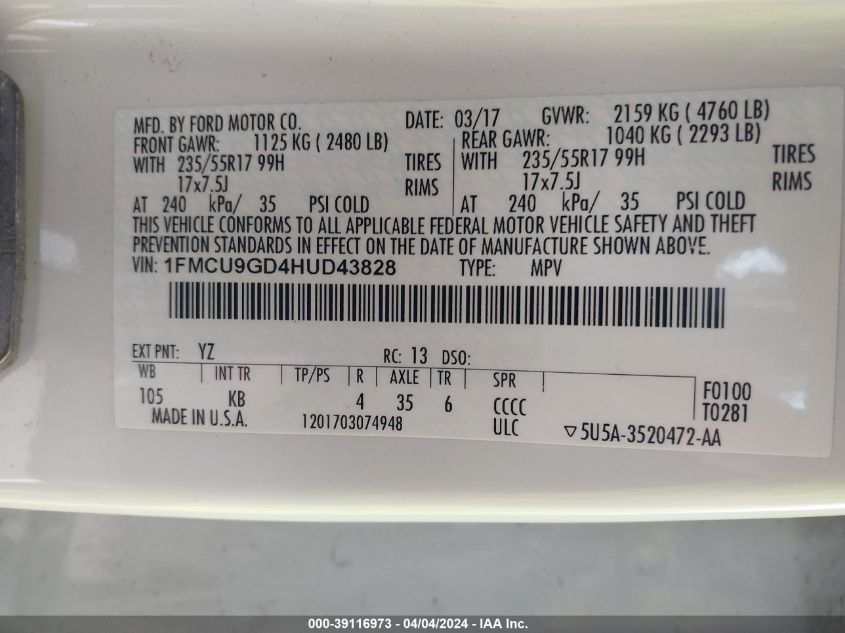 MFD. BY FORD MOTOR CO. DATE: 03/17 GVWR: 2159 KG ( 4760 LB)
FRONT GAWR: 1125 KG ( 2480 LB) REAR GAWR: 1040 KG ( 2293 LB)
WITH 235/55R17 99H TIRES WITH 235/55R17 99H TIRES
17x7.5J RIMS 17x7.5J RIMS
AT 240 kPa/ 35 PSI COLD AT 240 kPa/ 35 PSI COLD
THIS VEHICLE CONFORMS TO ALL APPLICABLE FEDERAL MOTOR VEHICLE SAFETY AND THEFT
PREVENTION STANDARDS IN EFFECT ON THE DATE OF MANUFACTURE SHOWN ABOVE.
VIN: 1FMCU9GD4HUD43828 TYPE: MPV
EXT PNT: YZ RC: 13 DSO:
WB INT TR TP/PS R AXLE TR SPR
105 KB 4 35 6 CCCC
F0100
T0281
MADE IN U.S.A. 1201703074948 ULC ▽5U5A-3520472-AA
000-39116973 - 04/04/2024 - IAA Inc.